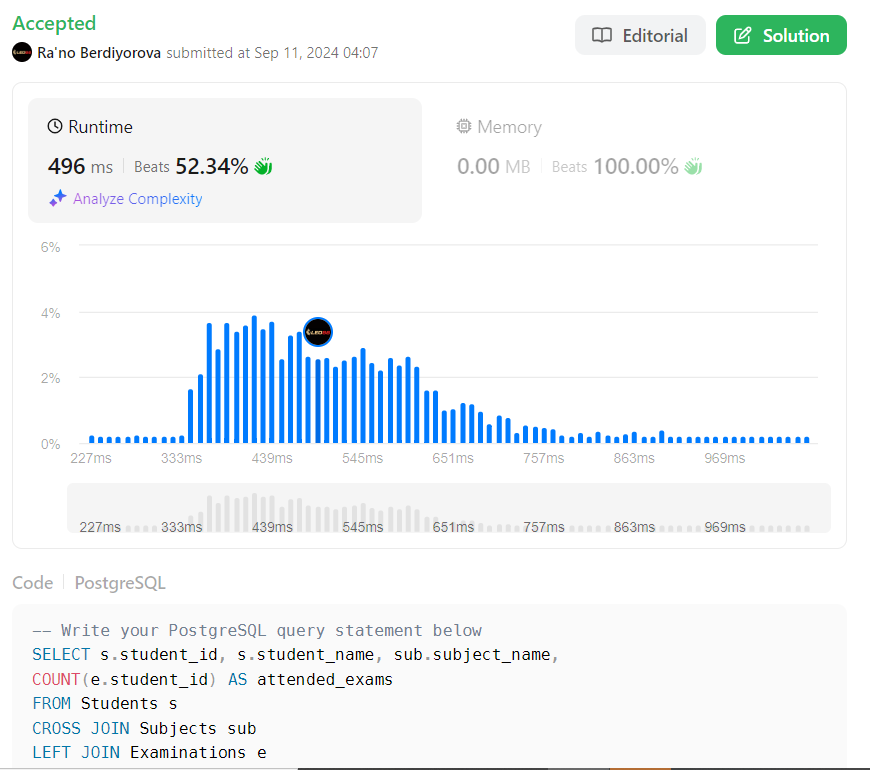 Accepted
Editorial
Solution
Ra'no Berdiyorova submitted at Sep 11, 2024 04:07
Runtime
496 ms Beats 52.34%
Analyze Complexity
Memory
0.00 MB Beats 100.00%
6%
4%
2%
0%
227ms 333ms 439ms 545ms 651ms 757ms 863ms 969ms
227ms 333ms 439ms 545ms 651ms 757ms 863ms 969ms
Code PostgreSQL
-- Write your PostgreSQL query statement below
SELECT s.student_id, s.student_name, sub.subject_name,
COUNT(e.student_id) AS attended_exams
FROM Students s
CROSS JOIN Subjects sub
LEFT JOIN Examinations e